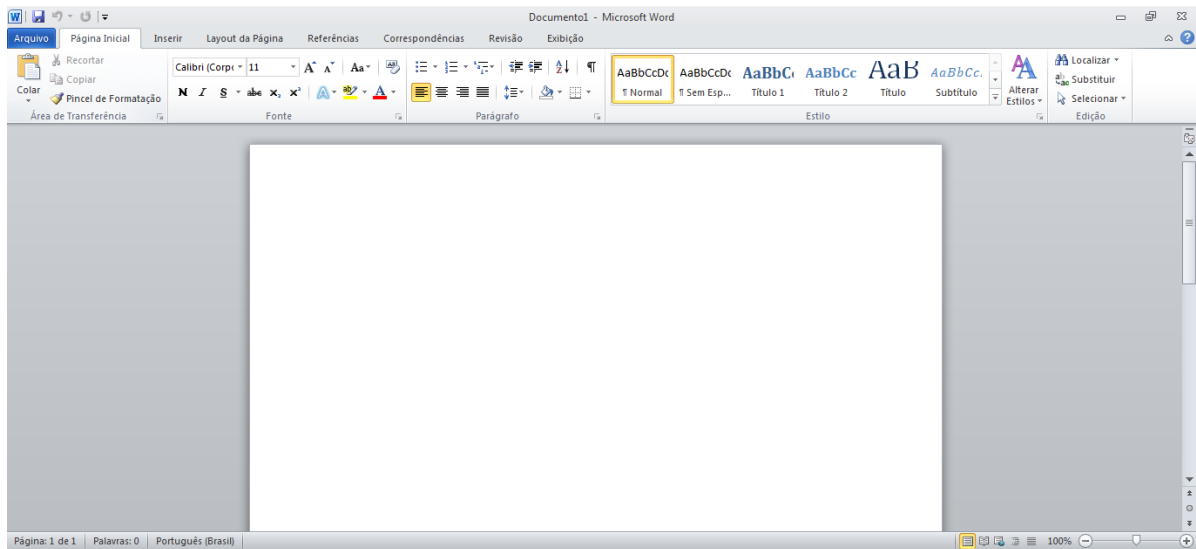 Documento1 - Microsoft Word
Arquivo Página Inicial Inserir Layout da Página Referências Correspondências Revisão Exibição
Colar
Recortar
Copiar
Pincel de Formatação
Área de Transferência
Calibri (Corp 11 A A Aa
N I S abc x₂ x² ab A
Fonte
Parágrafo
AaBbCcDc AaBbCcDc AaBbC AaBbCc AaB AaBbCc.
¶ Normal ¶ Sem Esp... Título 1 Título 2 Título Subtítulo
Alterar
Estilos
Estilo
Localizar
Substituir
Selecionar
Edição
Página: 1 de 1 Palavras: 0 Português (Brasil) 100%